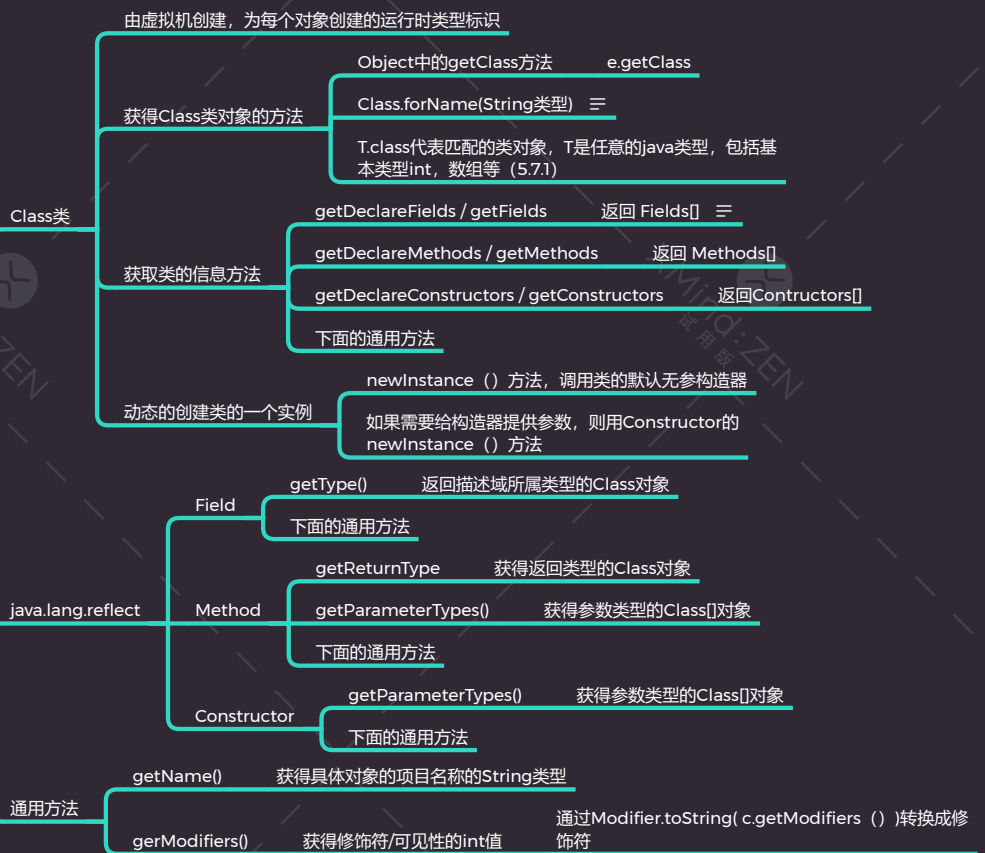 由虚拟机创建，为每个对象创建的运行时类型标识
Object中的getClass方法 e.getClass
获得Class类对象的方法
Class.forName(String类型)
T.class代表匹配的类对象，T是任意的java类型，包括基
本类型int，数组等（5.7.1）
Class类
getDeclareFields / getFields 返回 Fields[]
getDeclareMethods / getMethods 返回 Methods[]
获取类的信息方法
getDeclareConstructors / getConstructors 返回Contructors[]
下面的通用方法
newInstance（）方法，调用类的默认无参构造器
动态的创建类的一个实例
如果需要给构造器提供参数，则用Constructor的
newInstance（）方法
getType() 返回描述域所属类型的Class对象
Field
下面的通用方法
getReturnType 获得返回类型的Class对象
java.lang.reflect
Method
getParameterTypes() 获得参数类型的Class[]对象
下面的通用方法
getParameterTypes() 获得参数类型的Class[]对象
Constructor
下面的通用方法
getName() 获得具体对象的项目名称的String类型
通用方法
gerModifiers() 获得修饰符/可见性的int值
通过Modifier.toString( c.getModifiers（）)转换成修
饰符
XMind:ZEN
试用版
ZEN